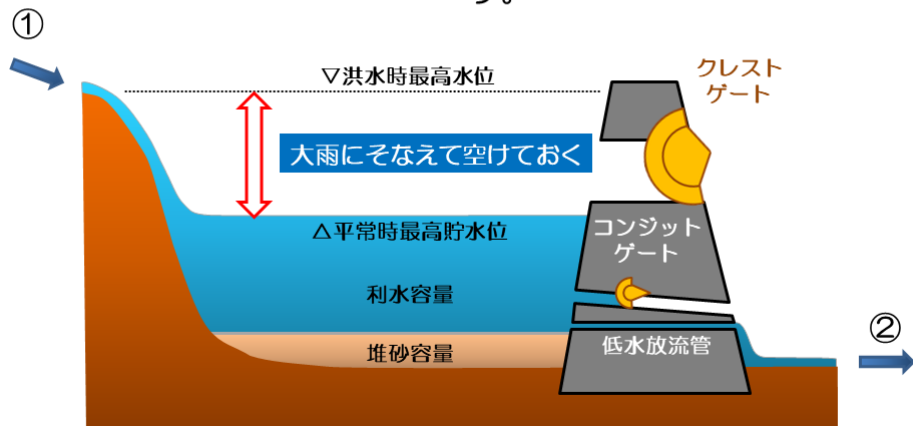 す。
①
▽洪水時最高水位
クレスト
ゲート
大雨にそなえて空けておく
△平常時最高貯水位
コンジット
ゲート
利水容量
堆砂容量
低水放流管
②